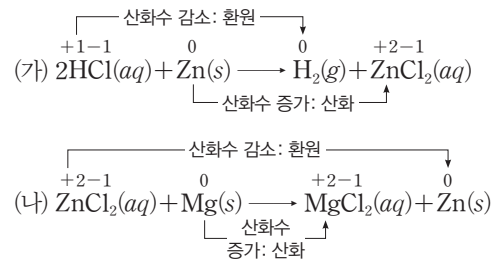 산화수 감소: 환원
+1-1 0 0 +2-1
(가) 2HCl(aq)+Zn(s) → H₂(g)+ZnCl₂(aq)
산화수 증가: 산화
산화수 감소: 환원
+2-1 0 +2-1 0
(나) ZnCl₂(aq)+Mg(s) → MgCl₂(aq)+Zn(s)
산화수
증가: 산화